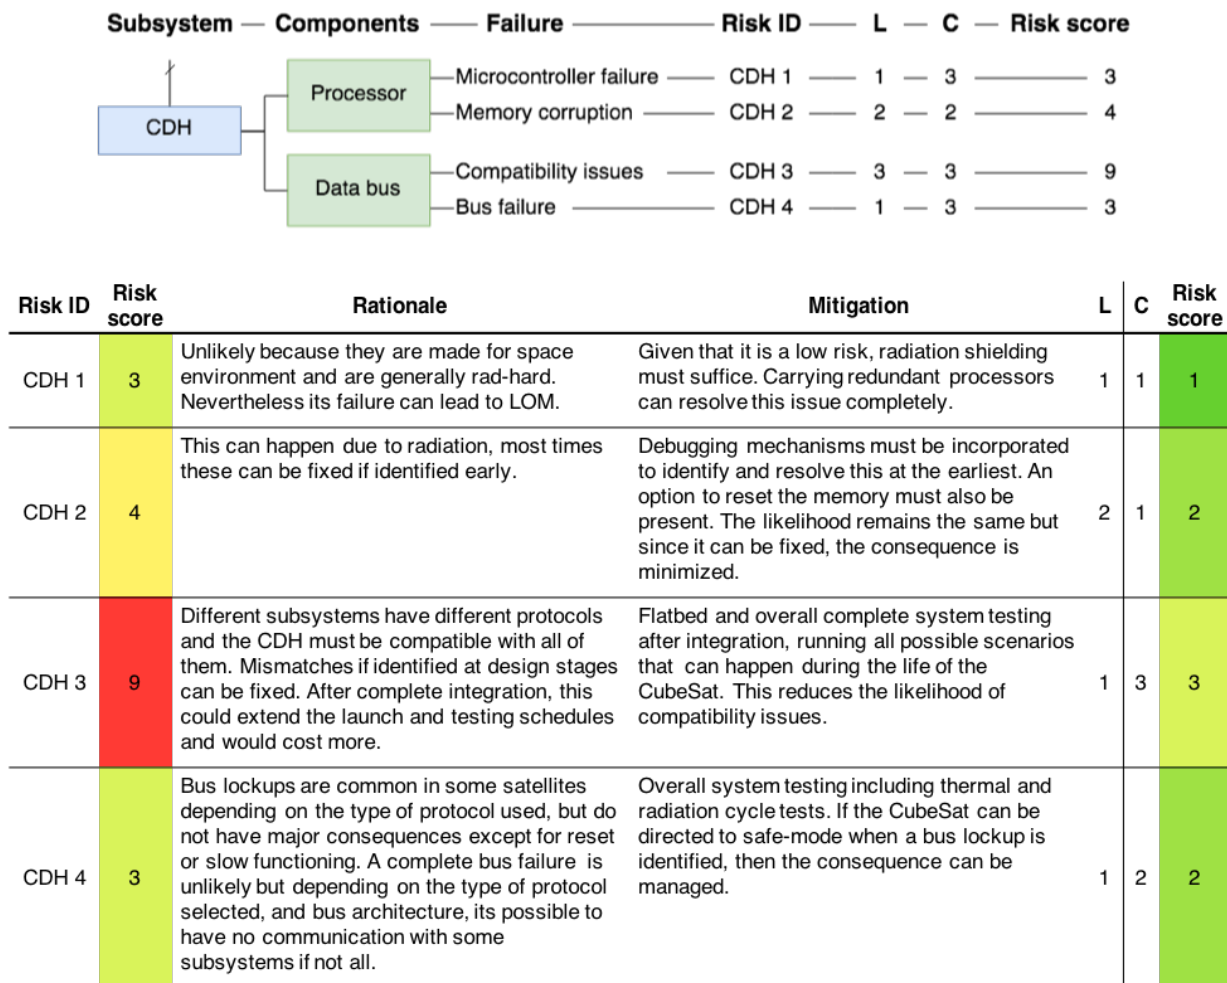 Subsystem Components Failure Risk ID L C Risk score
Microcontroller failure CDH 1 1 3 3
Processor
Memory corruption CDH 2 2 2 4
CDH
Compatibility issues CDH 3 3 3 9
Data bus
Bus failure CDH 4 1 3 3
Risk ID Risk score Rationale Mitigation L C Risk score
CDH 1
3
Unlikely because they are made for space
environment and are generally rad-hard.
Nevertheless its failure can lead to LOM.
Given that it is a low risk, radiation shielding
must suffice. Carrying redundant processors
can resolve this issue completely.
1
1
1
CDH 2
4
This can happen due to radiation, most times
these can be fixed if identified early.
Debugging mechanisms must be incorporated
to identify and resolve this at the earliest. An
option to reset the memory must also be
present. The likelihood remains the same but
since it can be fixed, the consequence is
minimized.
2
1
2
CDH 3
9
Different subsystems have different protocols
and the CDH must be compatible with all of
them. Mismatches if identified at design stages
can be fixed. After complete integration, this
could extend the launch and testing schedules
and would cost more.
Flatbed and overall complete system testing
after integration, running all possible scenarios
that can happen during the life of the
CubeSat. This reduces the likelihood of
compatibility issues.
1
3
3
CDH 4
3
Bus lockups are common in some satellites
depending on the type of protocol used, but do
not have major consequences except for reset
or slow functioning. A complete bus failure is
unlikely but depending on the type of protocol
selected, and bus architecture, its possible to
have no communication with some
subsystems if not all.
Overall system testing including thermal and
radiation cycle tests. If the CubeSat can be
directed to safe-mode when a bus lockup is
identified, then the consequence can be
managed.
1
2
2